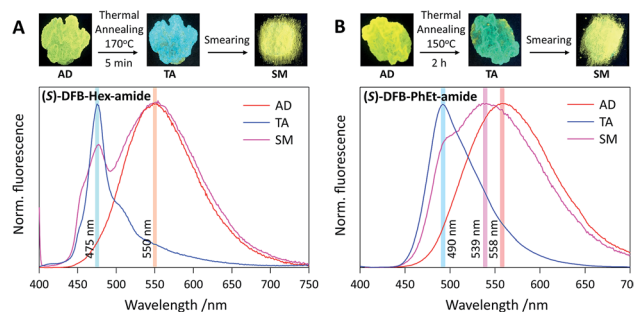 A
Thermal
Annealing
170°C
5 min
Smearing
AD
TA
SM
(S)-DFB-Hex-amide
AD
TA
SM
Norm. fluorescence
475 nm
550 nm
400 450 500 550 600 650 700 750
Wavelength /nm
B
Thermal
Annealing
150°C
2 h
Smearing
AD
TA
SM
(S)-DFB-PhEt-amide
AD
TA
SM
Norm. fluorescence
490 nm
539 nm
558 nm
400 450 500 550 600 650 700
Wavelength /nm